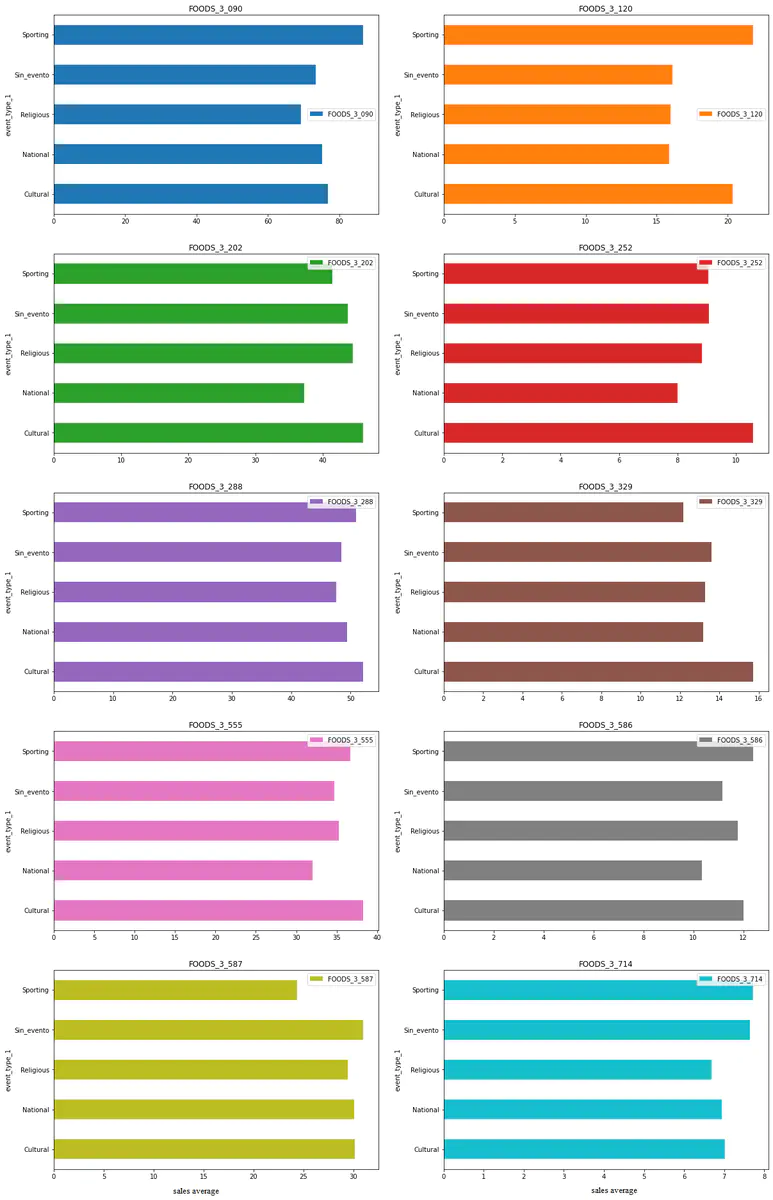 FOODS_3_090
Sporting
Sin_evento
Religious
National
Cultural
event_type_1
FOODS_3_090
0 20 40 60 80
FOODS_3_120
Sporting
Sin_evento
Religious
National
Cultural
event_type_1
FOODS_3_120
0 5 10 15 20
FOODS_3_202
Sporting
Sin_evento
Religious
National
Cultural
event_type_1
FOODS_3_202
0 10 20 30 40
FOODS_3_252
Sporting
Sin_evento
Religious
National
Cultural
event_type_1
FOODS_3_252
0 2 4 6 8 10
FOODS_3_288
Sporting
Sin_evento
Religious
National
Cultural
event_type_1
FOODS_3_288
0 10 20 30 40 50
FOODS_3_329
Sporting
Sin_evento
Religious
National
Cultural
event_type_1
FOODS_3_329
0 2 4 6 8 10 12 14 16
FOODS_3_555
Sporting
Sin_evento
Religious
National
Cultural
event_type_1
FOODS_3_555
0 5 10 15 20 25 30 35 40
FOODS_3_586
Sporting
Sin_evento
Religious
National
Cultural
event_type_1
FOODS_3_586
0 2 4 6 8 10 12
FOODS_3_587
Sporting
Sin_evento
Religious
National
Cultural
event_type_1
FOODS_3_587
0 5 10 15 20 25 30
sales average
FOODS_3_714
Sporting
Sin_evento
Religious
National
Cultural
event_type_1
FOODS_3_714
0 1 2 3 4 5 6 7 8
sales average